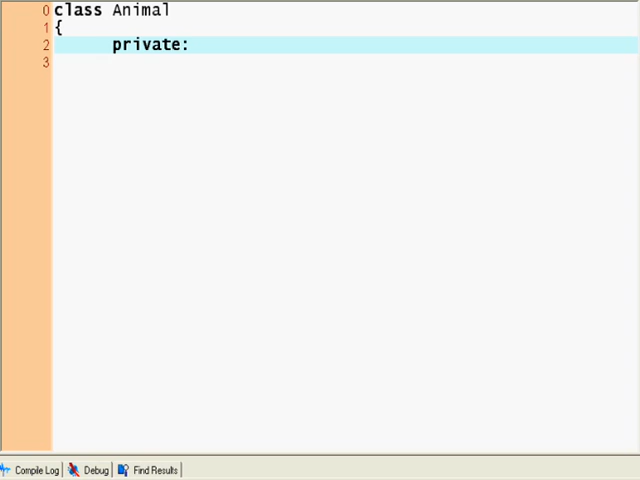 0 class Animal
1 {
2 private:
3
Compile Log Debug Find Results